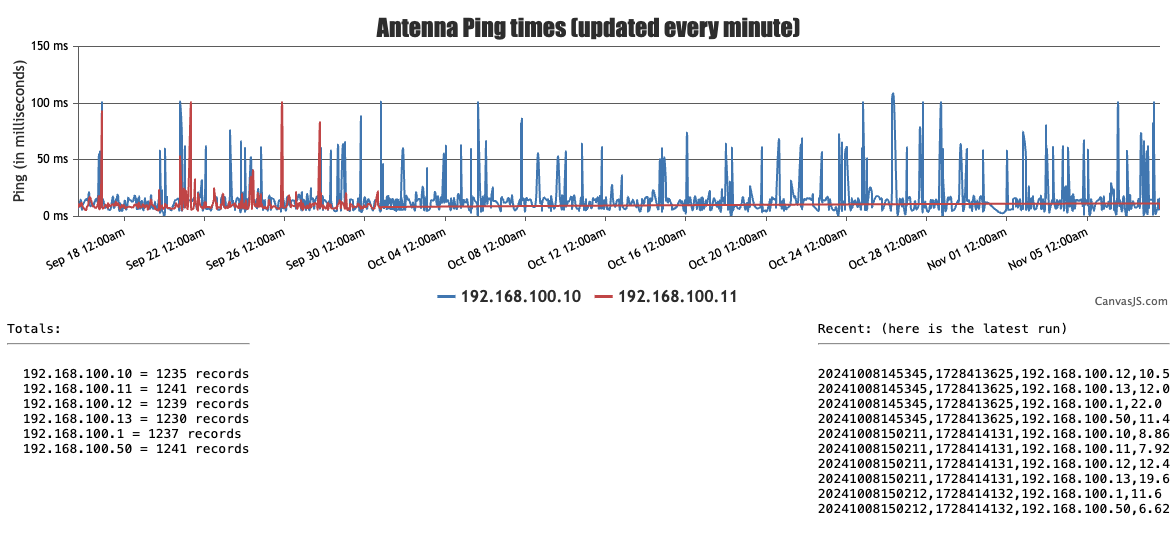 Antenna Ping times (updated every minute)
Ping (in milliseconds)
150 ms
100 ms
50 ms
0 ms
Sep 18 12:00am
Sep 22 12:00am
Sep 26 12:00am
Sep 30 12:00am
Oct 04 12:00am
Oct 08 12:00am
Oct 12 12:00am
Oct 16 12:00am
Oct 20 12:00am
Oct 24 12:00am
Oct 28 12:00am
Nov 01 12:00am
Nov 05 12:00am
192.168.100.10
192.168.100.11
CanvasJS.com
Totals:
192.168.100.10 = 1235 records
192.168.100.11 = 1241 records
192.168.100.12 = 1239 records
192.168.100.13 = 1230 records
192.168.100.1 = 1237 records
192.168.100.50 = 1241 records
Recent: (here is the latest run)
20241008145345,1728413625,192.168.100.12,10.5
20241008145345,1728413625,192.168.100.13,12.0
20241008145345,1728413625,192.168.100.1,22.0
20241008145345,1728413625,192.168.100.50,11.4
20241008150211,1728414131,192.168.100.10,8.86
20241008150211,1728414131,192.168.100.11,7.92
20241008150211,1728414131,192.168.100.12,12.4
20241008150211,1728414131,192.168.100.13,19.6
20241008150212,1728414132,192.168.100.1,11.6
20241008150212,1728414132,192.168.100.50,6.62